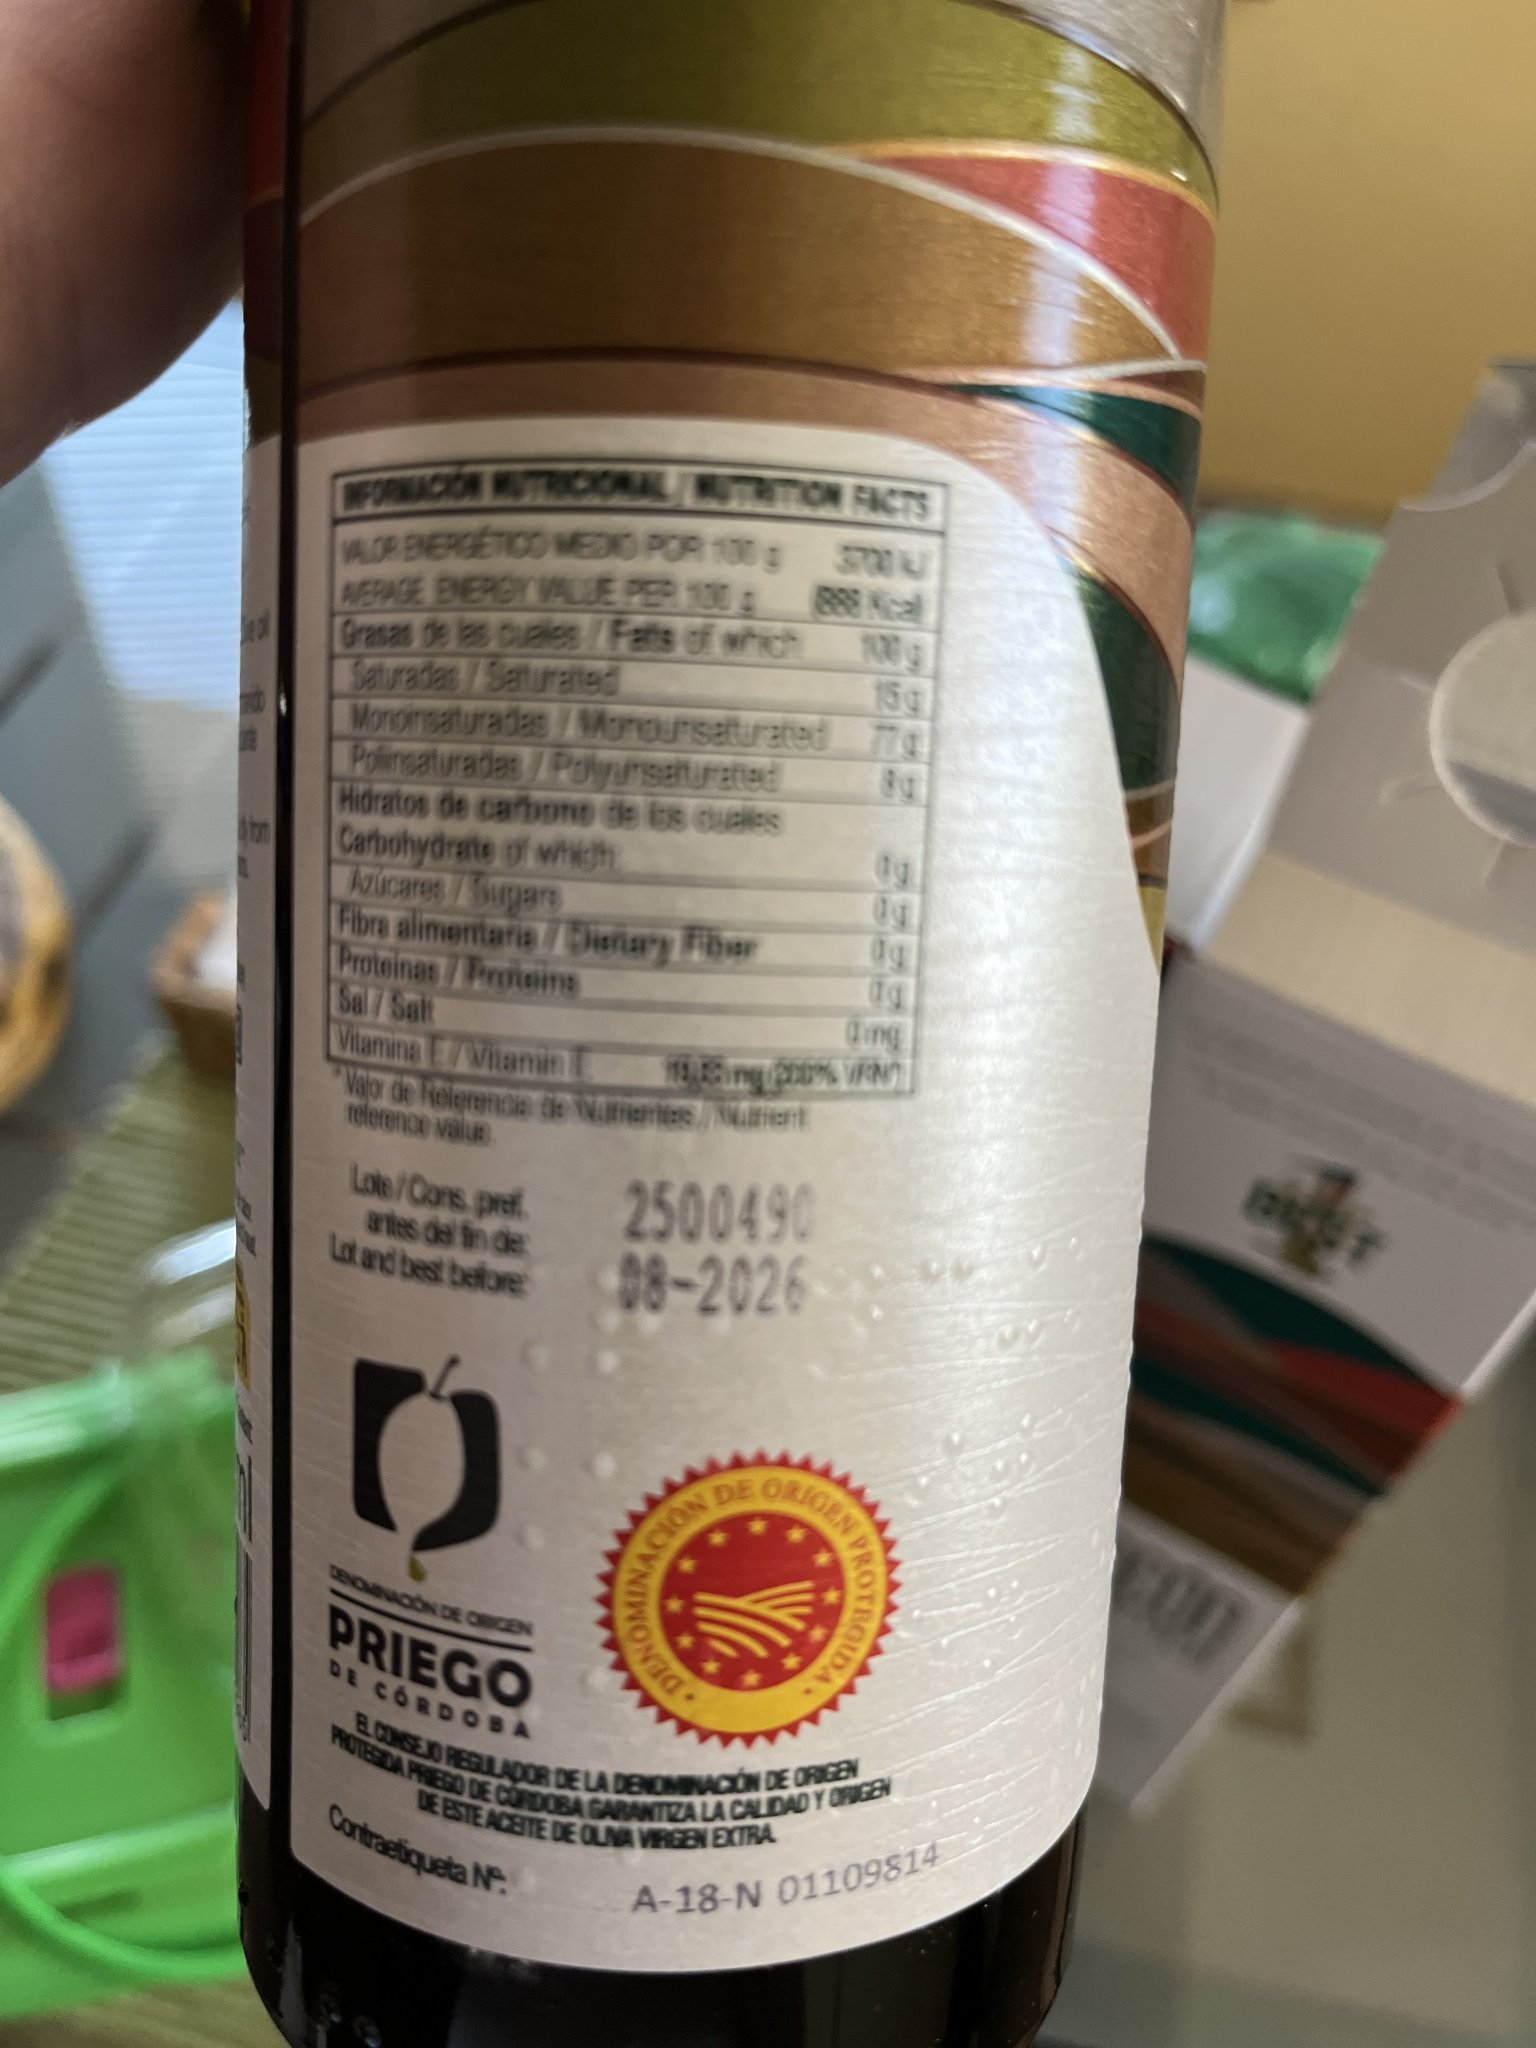 INFORMACIÓN NUTRICIONAL / NUTRITION FACTS
VALOR ENERGÉTICO MEDIO POR 100 g 3700 kJ
AVERAGE ENERGY VALUE PER 100 g (888 Kcal
Grasas de las cuales / Fats of which 100 g
Saturadas / Saturated 15 g
Monoinsaturadas / Monounsaturated 77 g
Poliinsaturadas / Polyunsaturated 8 g
Hidratos de carbono de los cuales
Carbohydrate of which: 0 g
Azúcares / Sugars 0 g
Fibra alimentaria / Dietary Fiber 0 g
Proteínas / Proteins 0 g
Sal / Salt 0 mg
Vitamina E / Vitamin E
* Valor de Referencia de Nutrientes / Nutrient
reference value.
Lote / Cons. pref. 2500490
antes del fin de:
Lot and best before: 08-2026
DENOMINACIÓN DE ORIGEN
PRIEGO
DE CÓRDOBA
DENOMINACIÓN DE ORIGEN PROTEGIDA
EL CONSEJO REGULADOR DE LA DENOMINACIÓN DE ORIGEN
PROTEGIDA PRIEGO DE CÓRDOBA GARANTIZA LA CALIDAD Y ORIGEN
DE ESTE ACEITE DE OLIVA VIRGEN EXTRA.
Contraetiqueta Nº: A-18-N 01109814